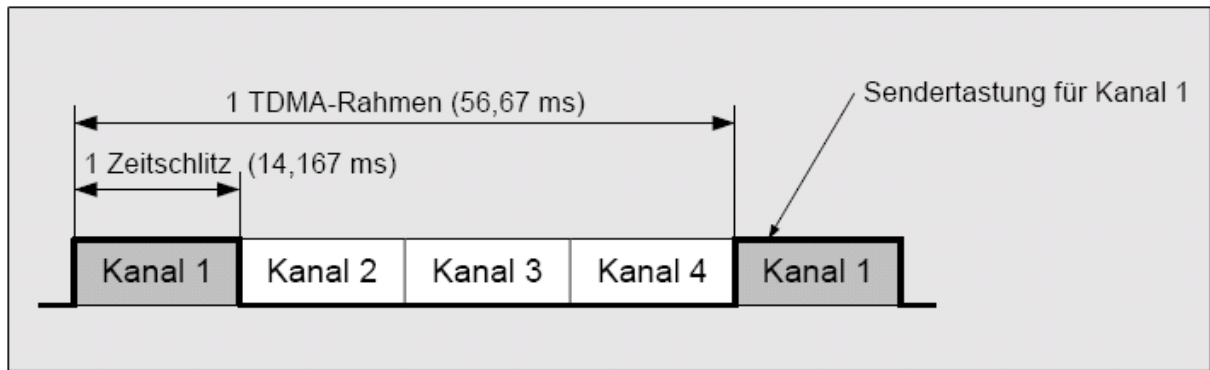 Sendertastung für Kanal 1
1 TDMA-Rahmen (56,67 ms)
1 Zeitschlitz (14,167 ms)
Kanal 1 Kanal 2 Kanal 3 Kanal 4 Kanal 1